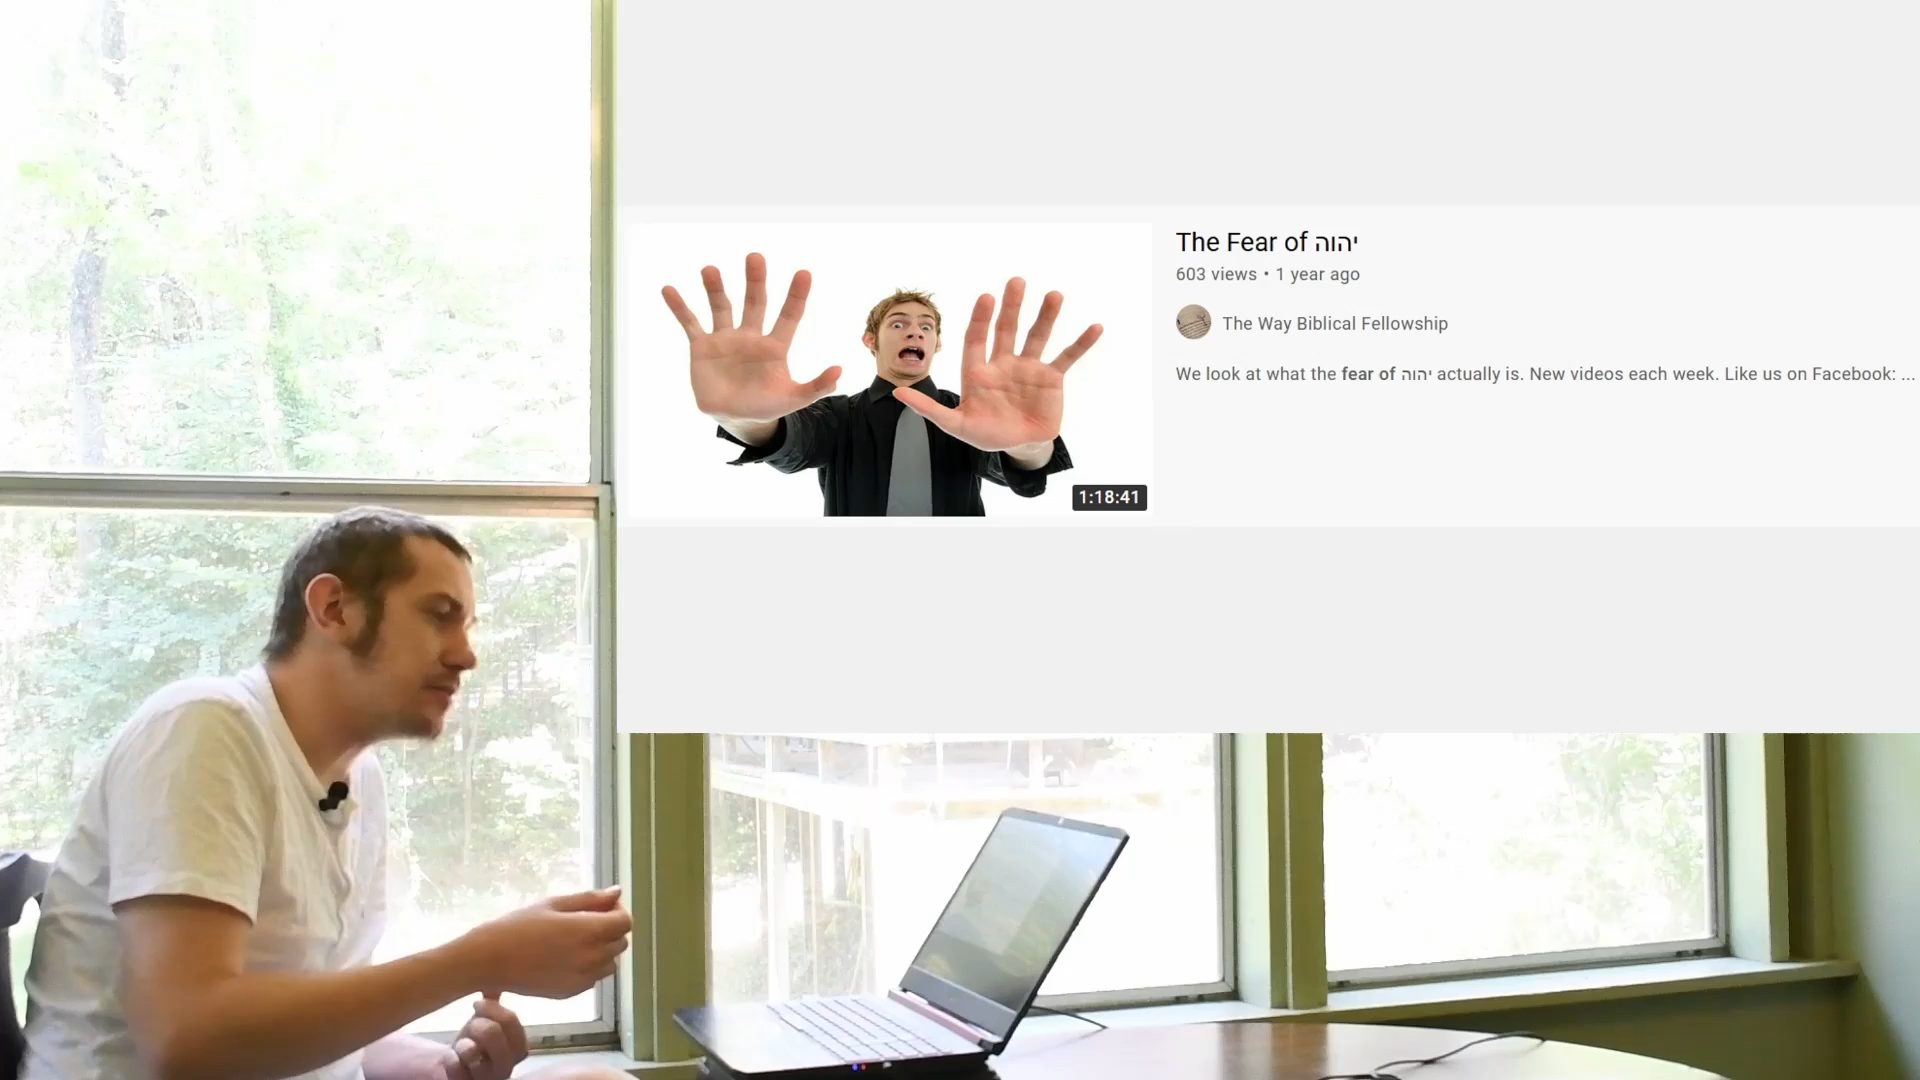 The Fear of יהוה
603 views • 1 year ago
The Way Biblical Fellowship
We look at what the fear of יהוה actually is. New videos each week. Like us on Facebook: ...
1:18:41